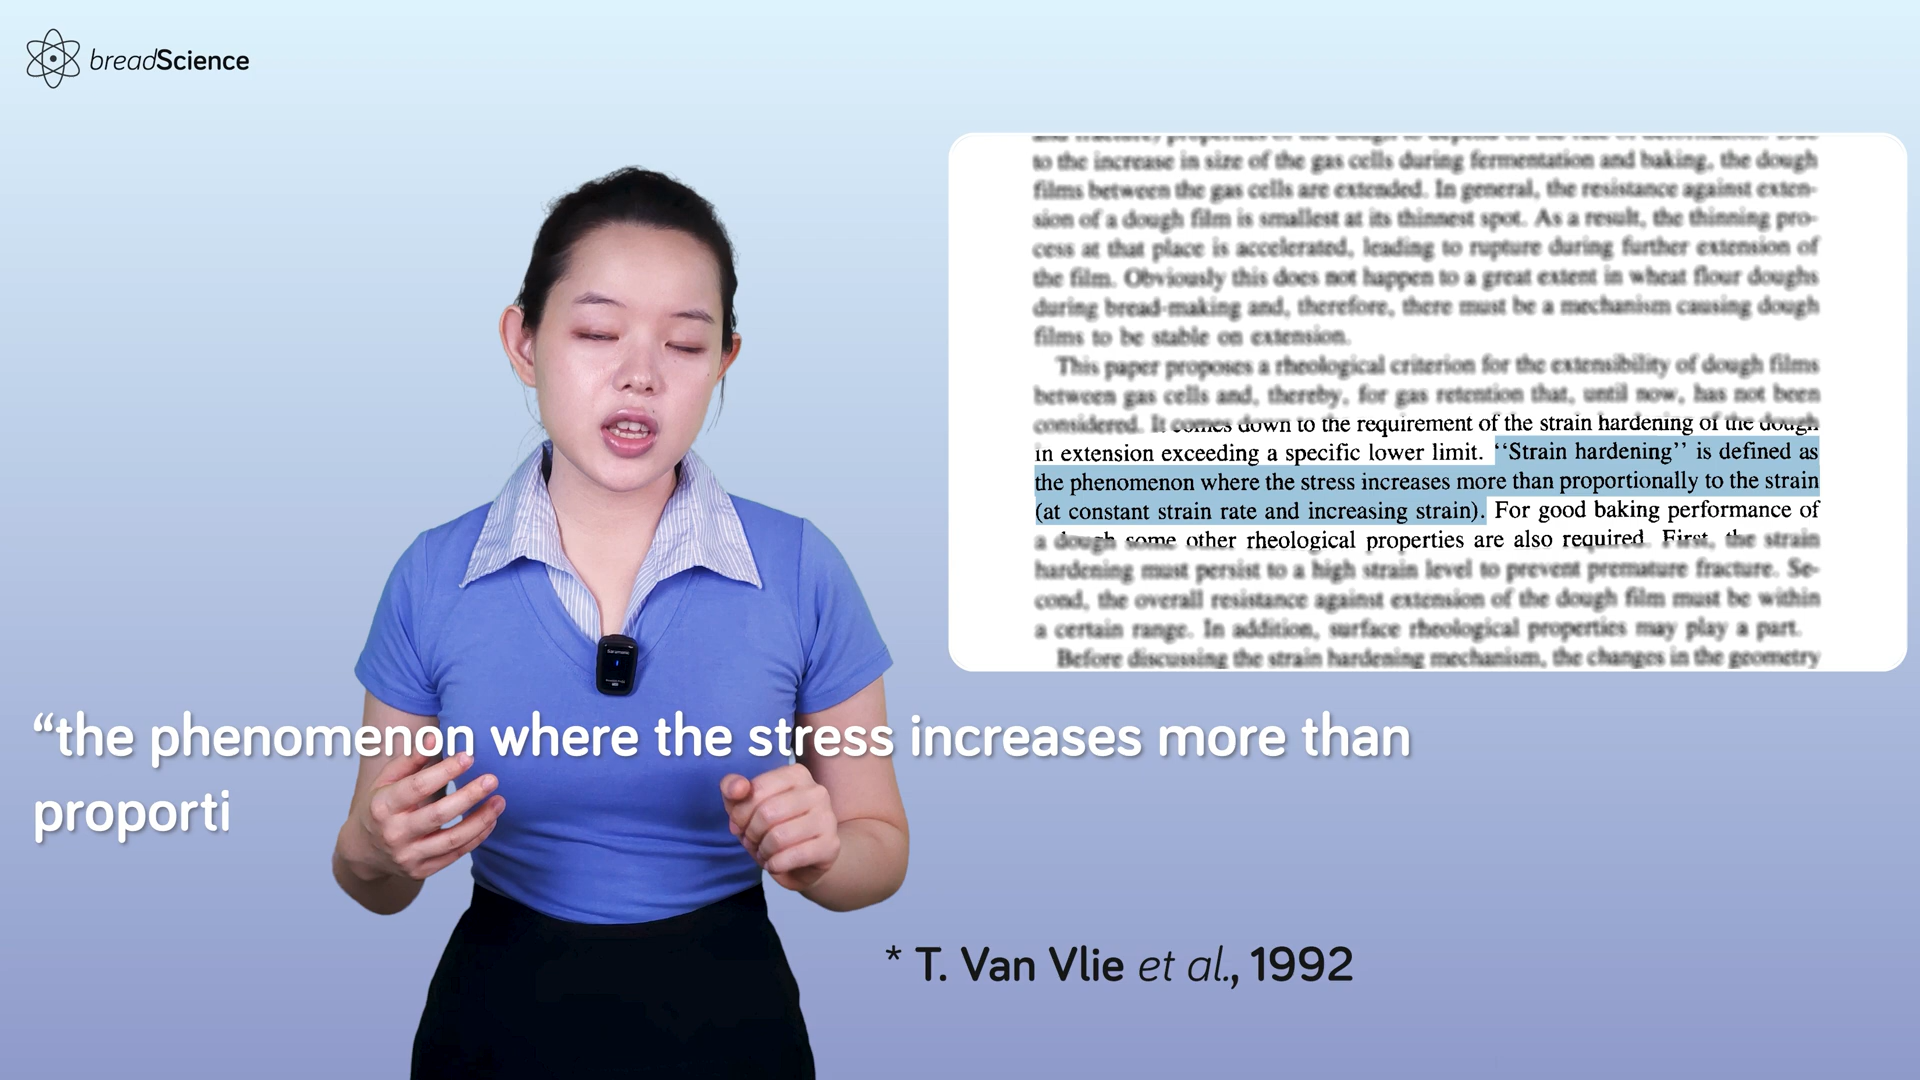 breadScience
to the increase in size of the gas cells during fermentation and baking, the dough
films between the gas cells are extended. In general, the resistance against exten-
sion of a dough film is smallest at its thinnest spot. As a result, the thinning pro-
cess at that place is accelerated, leading to rupture during further extension of
the film. Obviously this does not happen to a great extent in wheat flour doughs
during bread-making and, therefore, there must be a mechanism causing dough
films to be stable on extension.
This paper proposes a rheological criterion for the extensibility of dough films
between gas cells and, thereby, for gas retention that, until now, has not been
considered. It comes down to the requirement of the strain hardening of the dough
in extension exceeding a specific lower limit. ‘‘Strain hardening’’ is defined as
the phenomenon where the stress increases more than proportionally to the strain
(at constant strain rate and increasing strain). For good baking performance of
a dough some other rheological properties are also required. First, the strain
hardening must persist to a high strain level to prevent premature fracture. Se-
cond, the overall resistance against extension of the dough film must be within
a certain range. In addition, surface rheological properties may play a part.
Before discussing the strain hardening mechanism, the changes in the geometry
“the phenomenon where the stress increases more than
proporti
* T. Van Vlie et al., 1992